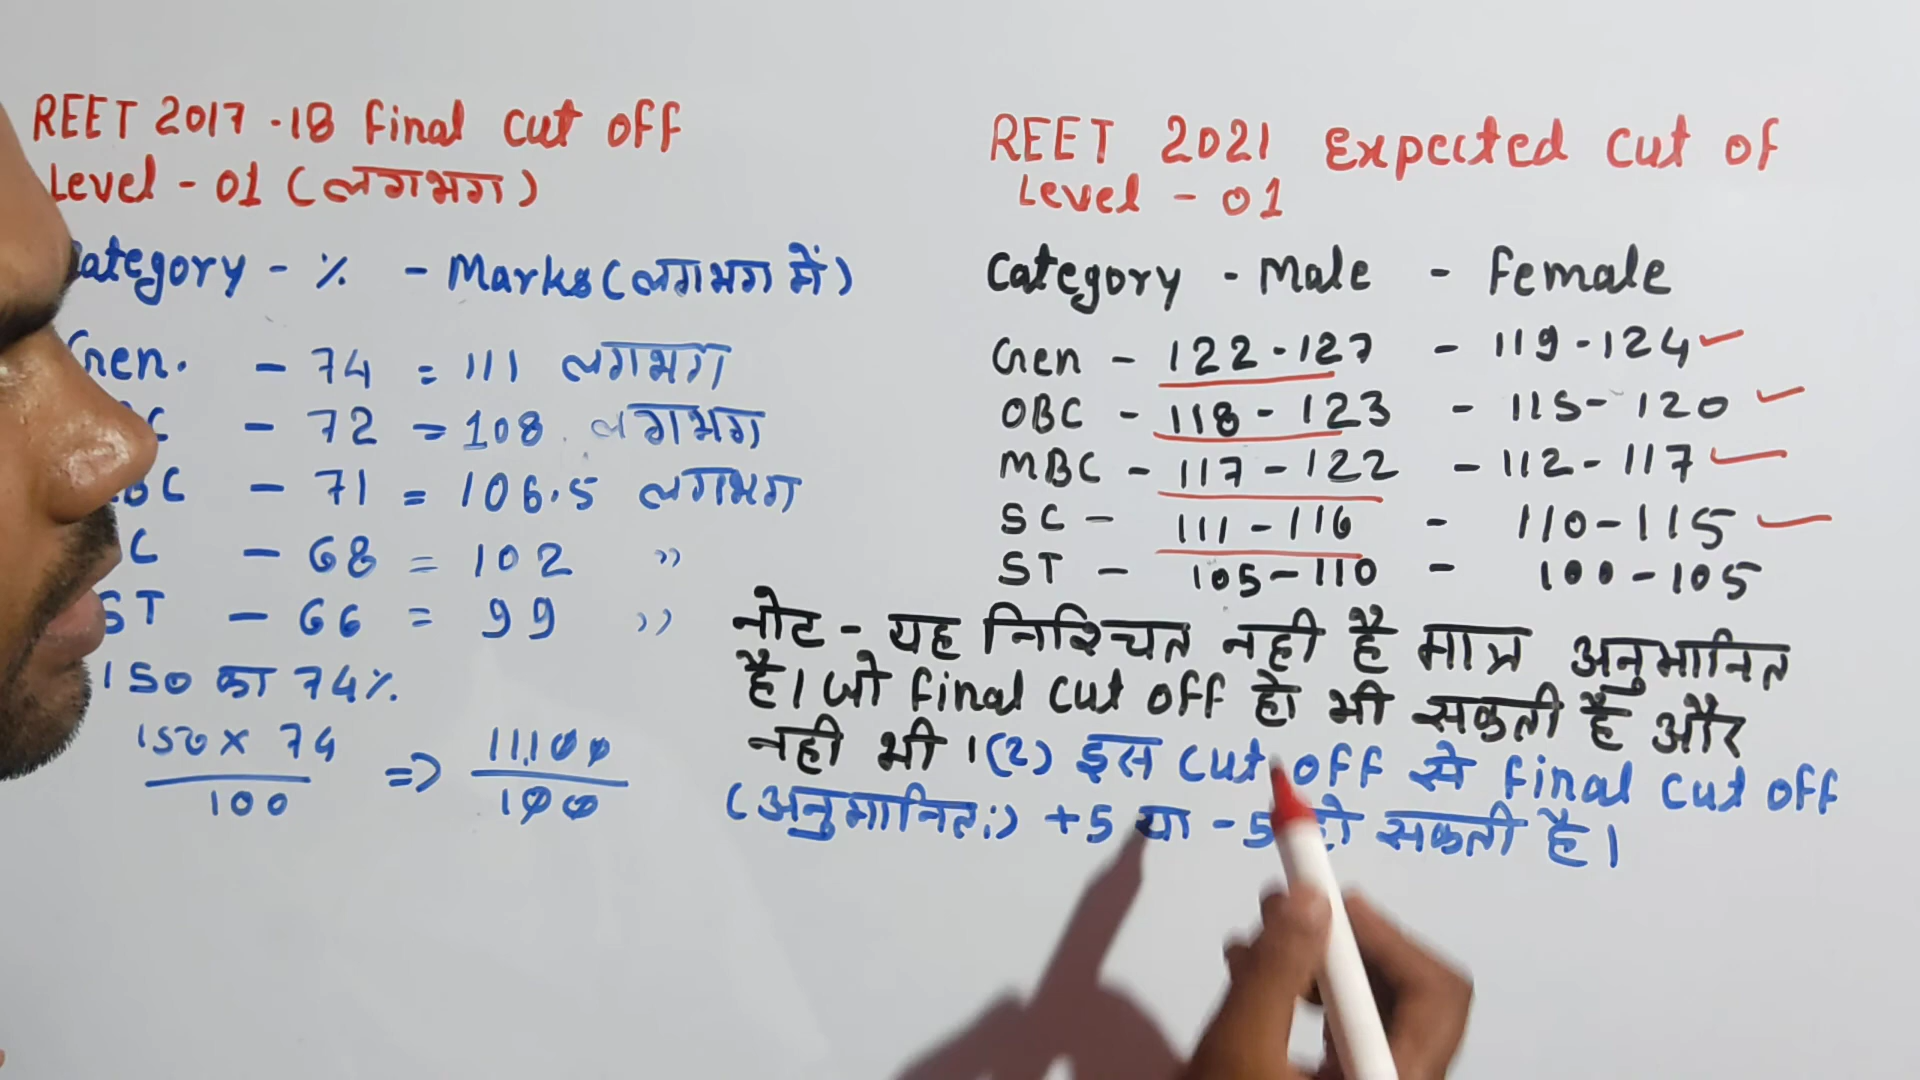 REET 2017-18 Final Cut off
Level - 01 (लगभग)
ategory - % - Marks (लगभग में)
Gen. - 74 = 111 लगभग
BC - 72 = 108 लगभग
BC - 71 = 106.5 लगभग
C - 68 = 102 ,,
ST - 66 = 99 ,,
150 का 74%.
150 x 74 / 100 => 11100 / 100
REET 2021 Expected Cut of
Level - 01
Category - Male - Female
Gen - 122-127 - 119-124
OBC - 118-123 - 115-120
MBC - 117-122 - 112-117
SC - 111-116 - 110-115
ST - 105-110 - 100-105
नोट - यह निश्चित नही है मात्र अनुमानित
है। जो Final Cut off हो भी सकती है और
नही भी। (2) इस Cut off से Final Cut off
(अनुमानित:) +5 या -5 हो सकती है।